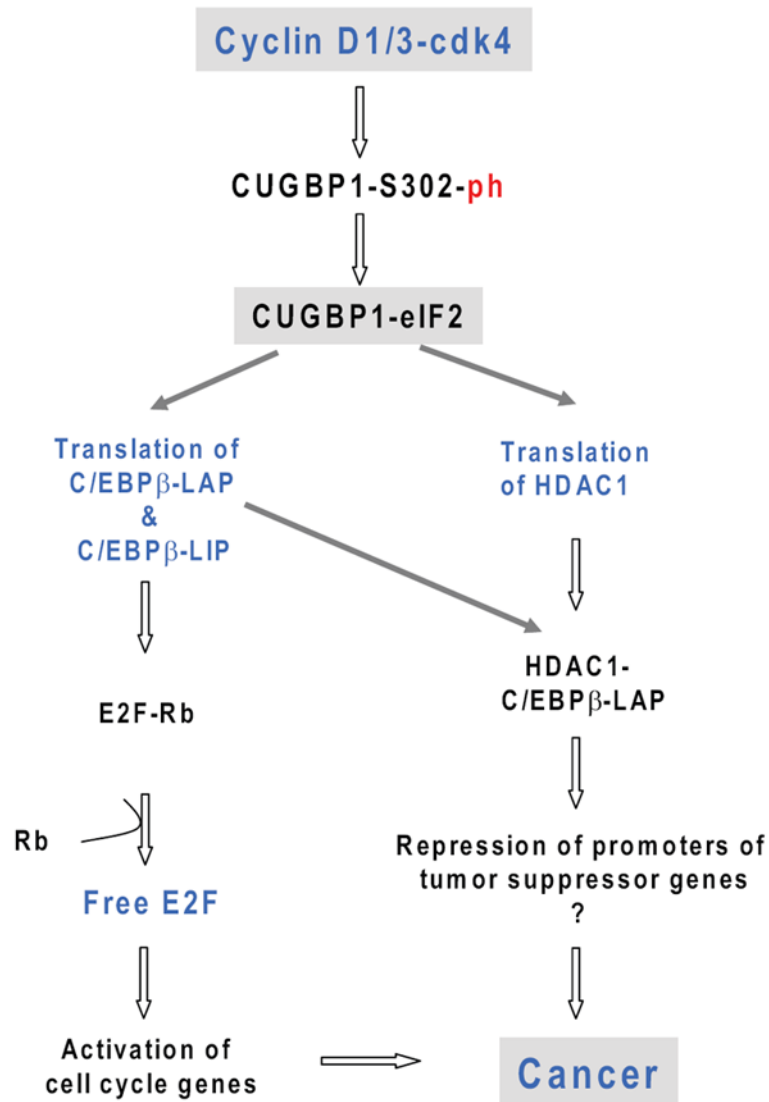 Cyclin D1/3-cdk4
CUGBP1-S302-ph
CUGBP1-eIF2
Translation of
C/EBPβ-LAP
&
C/EBPβ-LIP
Translation
of HDAC1
E2F-Rb
HDAC1-
C/EBPβ-LAP
Rb
Free E2F
Repression of promoters of
tumor suppressor genes
?
Activation of
cell cycle genes
Cancer